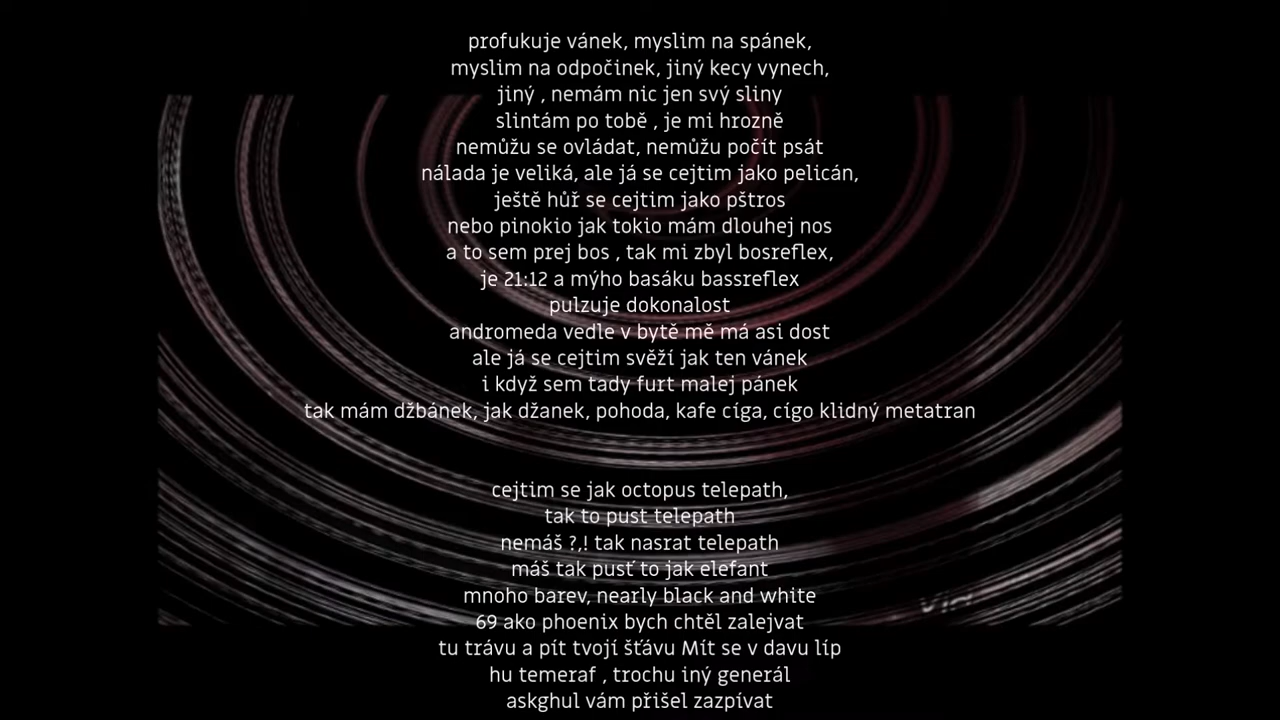 profukuje vánek, myslim na spánek,
myslim na odpočinek, jiný kecy vynech,
jiný , nemám nic jen svý sliny
slintám po tobě , je mi hrozně
nemůžu se ovládat, nemůžu počít psát
nálada je veliká, ale já se cejtim jako pelicán,
ještě hůř se cejtim jako pštros
nebo pinokio jak tokio mám dlouhej nos
a to sem prej bos , tak mi zbyl bosreflex,
je 21:12 a mýho basáku bassreflex
pulzuje dokonalost
andromeda vedle v bytě mě má asi dost
ale já se cejtim svěží jak ten vánek
i když sem tady furt malej pánek
tak mám džbánek, jak džanek, pohoda, kafe cíga, cígo klidný metatran
cejtim se jak octopus telepath,
tak to pust telepath
nemáš ?,! tak nasrat telepath
máš tak pusť to jak elefant
mnoho barev, nearly black and white
69 ako phoenix bych chtěl zalejvat
tu trávu a pít tvojí šťávu Mít se v davu líp
hu temeraf , trochu iný generál
askghul vám přišel zazpívat